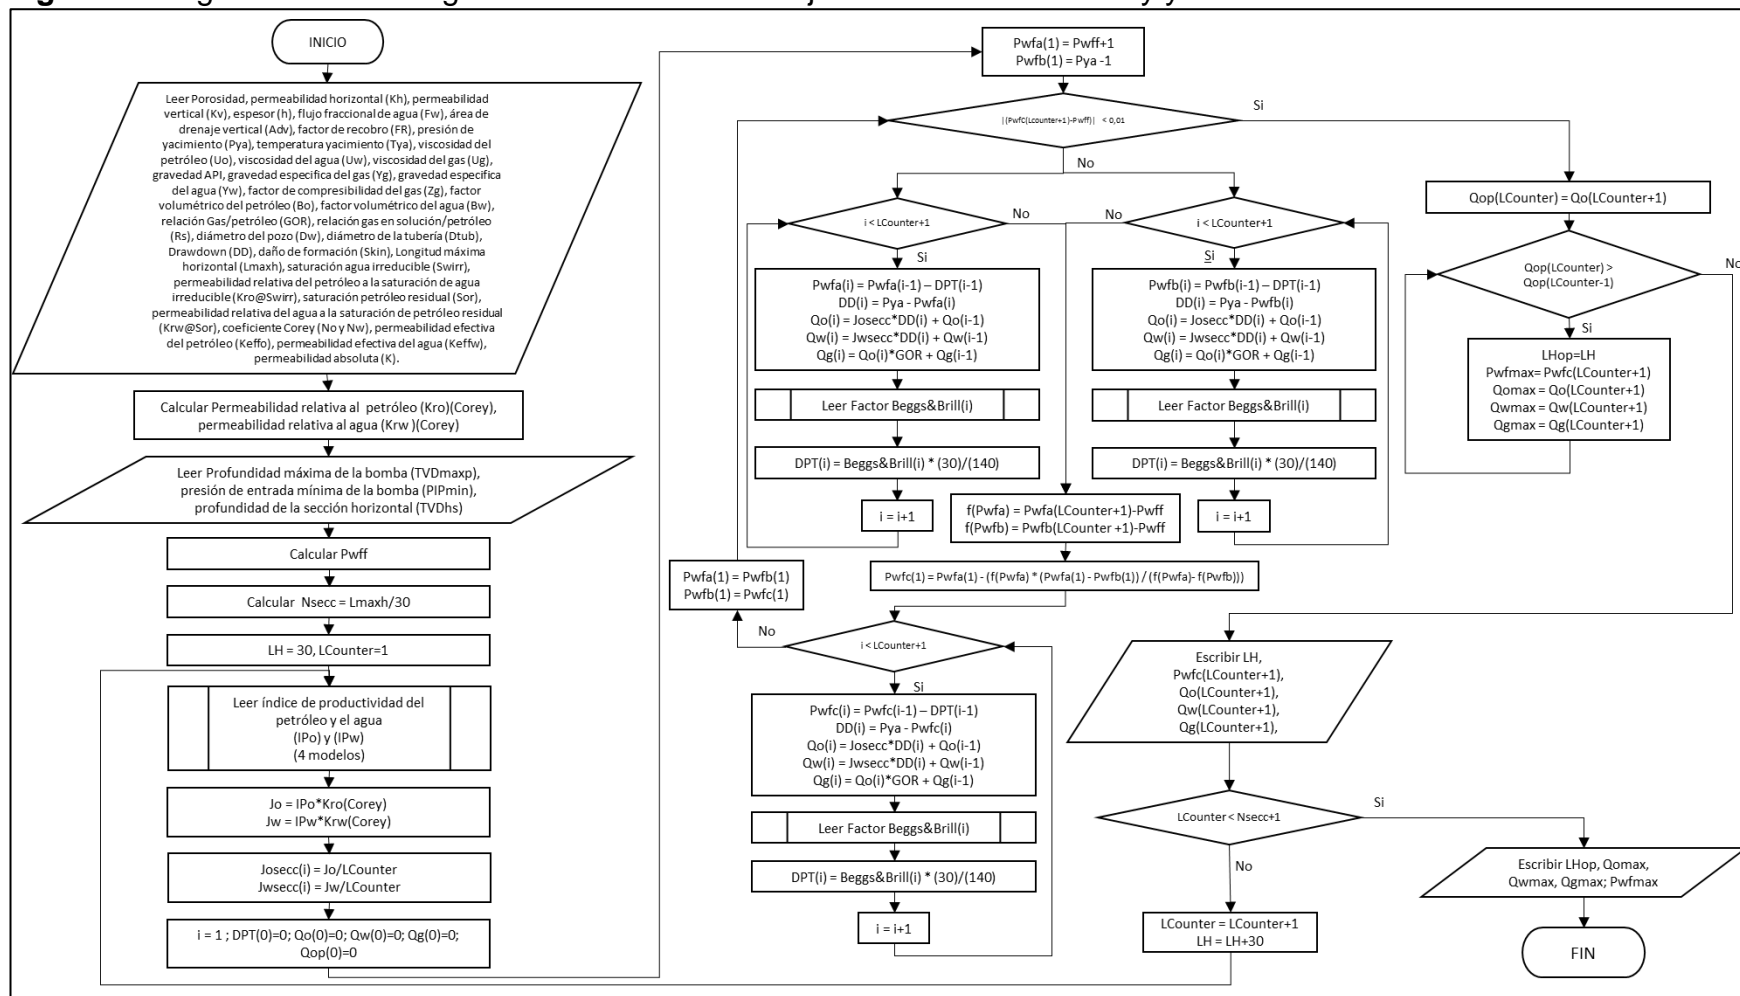 INICIO
Leer Porosidad, permeabilidad horizontal (Kh), permeabilidad
vertical (Kv), espesor (h), flujo fraccional de agua (Fw), área de
drenaje vertical (Adv), factor de recobro (FR), presión de
yacimiento (Pya), temperatura yacimiento (Tya), viscosidad del
petróleo (Uo), viscosidad del agua (Uw), viscosidad del gas (Ug),
gravedad API, gravedad especifica del gas (Yg), gravedad especifica
del agua (Yw), factor de compresibilidad del gas (Zg), factor
volumétrico del petróleo (Bo), factor volumétrico del agua (Bw),
relación Gas/petróleo (GOR), relación gas en solución/petróleo
(Rs), diámetro del pozo (Dw), diámetro de la tubería (Dtub),
Drawdown (DD), daño de formación (Skin), Longitud máxima
horizontal (Lmaxh), saturación agua irreducible (Swirr),
permeabilidad relativa del petróleo a la saturación de agua
irreducible (Kro@Swirr), saturación petróleo residual (Sor),
permeabilidad relativa del agua a la saturación de petróleo residual
(Krw@Sor), coeficiente Corey (No y Nw), permeabilidad efectiva
del petróleo (Keffo), permeabilidad efectiva del agua (Keffw),
permeabilidad absoluta (K).
Calcular Permeabilidad relativa al petróleo (Kro)(Corey),
permeabilidad relativa al agua (Krw )(Corey)
Leer Profundidad máxima de la bomba (TVDmaxp),
presión de entrada mínima de la bomba (PIPmin),
profundidad de la sección horizontal (TVDhs)
Calcular Pwff
Calcular Nsecc = Lmaxh/30
LH = 30, LCounter=1
Leer índice de productividad del
petróleo y el agua
(IPo) y (IPw)
(4 modelos)
Jo = IPo*Kro(Corey)
Jw = IPw*Krw(Corey)
Josecc(i) = Jo/LCounter
Jwsecc(i) = Jw/LCounter
i = 1 ; DPT(0)=0; Qo(0)=0; Qw(0)=0; Qg(0)=0;
Qop(0)=0
Pwfa(1) = Pwff+1
Pwfb(1) = Pya -1
|(PwfC(Lcounter+1)-Pwff)| < 0,01
Si
No
i < LCounter+1
No
Si
Pwfa(i) = Pwfa(i-1) – DPT(i-1)
DD(i) = Pya - Pwfa(i)
Qo(i) = Josecc*DD(i) + Qo(i-1)
Qw(i) = Jwsecc*DD(i) + Qw(i-1)
Qg(i) = Qo(i)*GOR + Qg(i-1)
Leer Factor Beggs&Brill(i)
DPT(i) = Beggs&Brill(i) * (30)/(140)
i = i+1
i < LCounter+1
No
Si
Pwfb(i) = Pwfb(i-1) – DPT(i-1)
DD(i) = Pya - Pwfb(i)
Qo(i) = Josecc*DD(i) + Qo(i-1)
Qw(i) = Jwsecc*DD(i) + Qw(i-1)
Qg(i) = Qo(i)*GOR + Qg(i-1)
Leer Factor Beggs&Brill(i)
DPT(i) = Beggs&Brill(i) * (30)/(140)
i = i+1
f(Pwfa) = Pwfa(LCounter+1)-Pwff
f(Pwfb) = Pwfb(LCounter +1)-Pwff
Pwfc(1) = Pwfa(1) - (f(Pwfa) * (Pwfa(1) - Pwfb(1)) / (f(Pwfa)- f(Pwfb)))
Pwfa(1) = Pwfb(1)
Pwfb(1) = Pwfc(1)
No
i < LCounter+1
Si
Pwfc(i) = Pwfc(i-1) – DPT(i-1)
DD(i) = Pya - Pwfc(i)
Qo(i) = Josecc*DD(i) + Qo(i-1)
Qw(i) = Jwsecc*DD(i) + Qw(i-1)
Qg(i) = Qo(i)*GOR + Qg(i-1)
Leer Factor Beggs&Brill(i)
DPT(i) = Beggs&Brill(i) * (30)/(140)
i = i+1
Qop(LCounter) = Qo(LCounter+1)
Qop(LCounter) >
Qop(LCounter-1)
No
Si
LHop=LH
Pwfmax= Pwfc(LCounter+1)
Qomax = Qo(LCounter+1)
Qwmax = Qw(LCounter+1)
Qgmax = Qg(LCounter+1)
Escribir LH,
Pwfc(LCounter+1),
Qo(LCounter+1),
Qw(LCounter+1),
Qg(LCounter+1),
LCounter < Nsecc+1
Si
No
LCounter = LCounter+1
LH = LH+30
Escribir LHop, Qomax,
Qwmax, Qgmax; Pwfmax
FIN